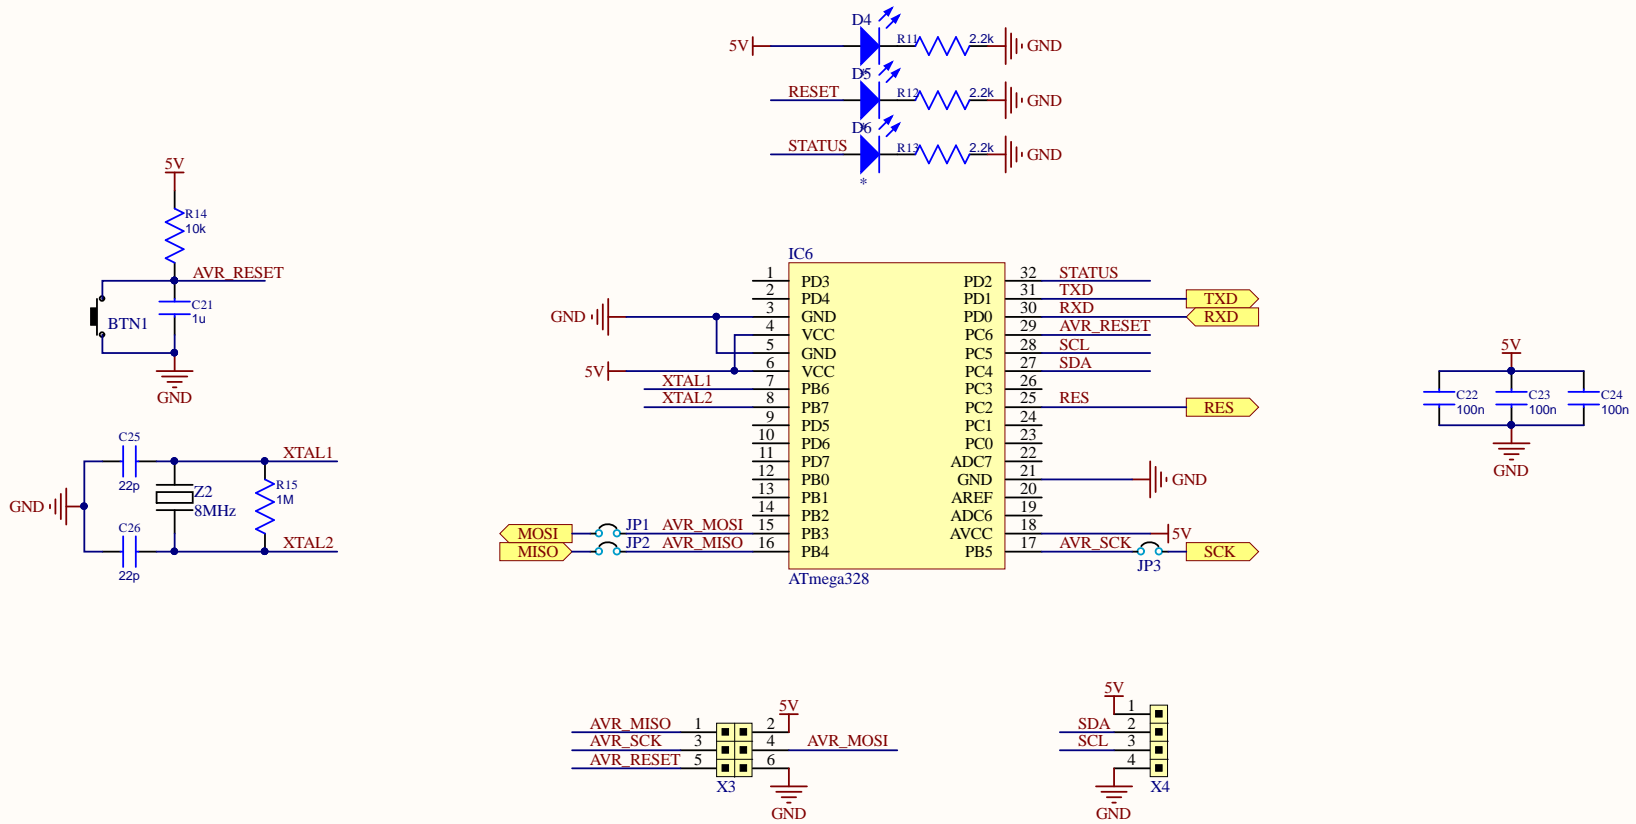 D4
5V R11 2.2k GND
D5
RESET R12 2.2k GND
D6
STATUS R13 2.2k GND
*
5V
R14
10k
AVR_RESET
C21
1u
BTN1
GND
C25
22p
XTAL1
Z2
8MHz
R15
1M
GND
C26
22p
XTAL2
IC6
1 PD3 PD2 32 STATUS
2 PD4 PD1 31 TXD TXD
GND 3 GND PD0 30 RXD RXD
4 VCC PC6 29 AVR_RESET
5 GND PC5 28 SCL
5V 6 VCC PC4 27 SDA
XTAL1 7 PB6 PC3 26
XTAL2 8 PB7 PC2 25 RES RES
9 PD5 PC1 24
10 PD6 PC0 23
11 PD7 ADC7 22
12 PB0 GND 21 GND
13 PB1 AREF 20
14 PB2 ADC6 19
MOSI JP1 AVR_MOSI 15 PB3 AVCC 18 5V
MISO JP2 AVR_MISO 16 PB4 PB5 17 AVR_SCK JP3 SCK
ATmega328
5V
C22 C23 C24
100n 100n 100n
GND
5V
AVR_MISO 1 2
AVR_SCK 3 4 AVR_MOSI
AVR_RESET 5 6
X3
GND
5V
1
SDA 2
SCL 3
4
X4
GND